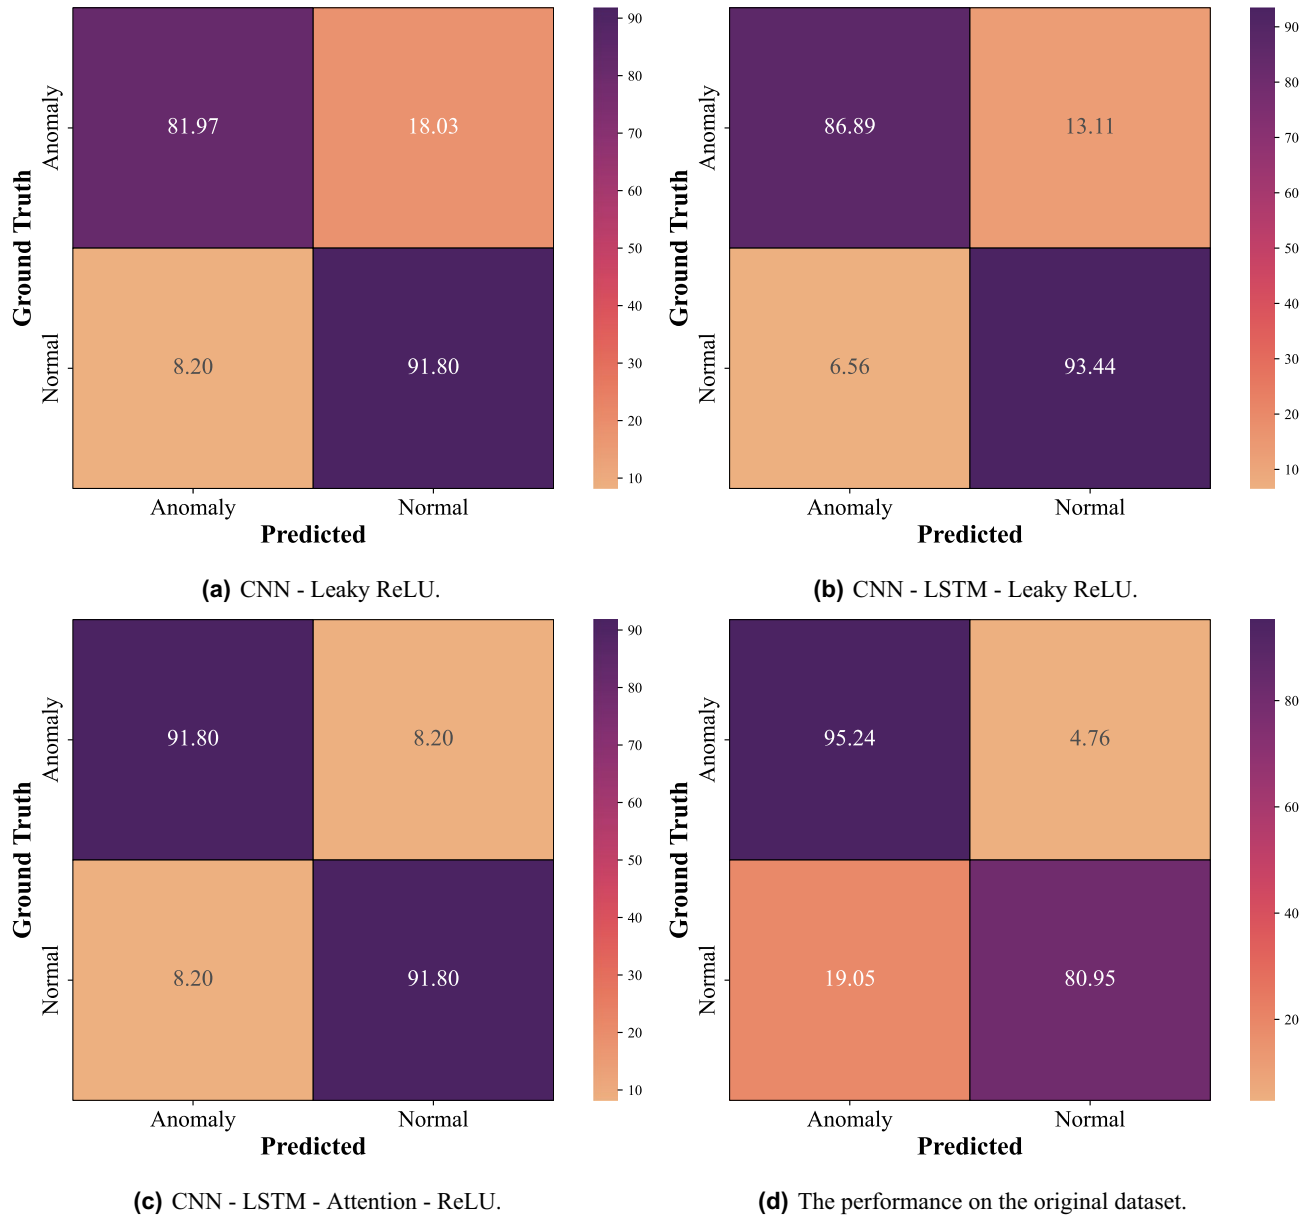 Ground Truth
Anomaly
Normal
81.97
18.03
8.20
91.80
Anomaly
Normal
Predicted
90
80
70
60
50
40
30
20
10
(a) CNN - Leaky ReLU.
Ground Truth
Anomaly
Normal
86.89
13.11
6.56
93.44
Anomaly
Normal
Predicted
90
80
70
60
50
40
30
20
10
(b) CNN - LSTM - Leaky ReLU.
Ground Truth
Anomaly
Normal
91.80
8.20
8.20
91.80
Anomaly
Normal
Predicted
90
80
70
60
50
40
30
20
10
(c) CNN - LSTM - Attention - ReLU.
Ground Truth
Anomaly
Normal
95.24
4.76
19.05
80.95
Anomaly
Normal
Predicted
80
60
40
20
(d) The performance on the original dataset.